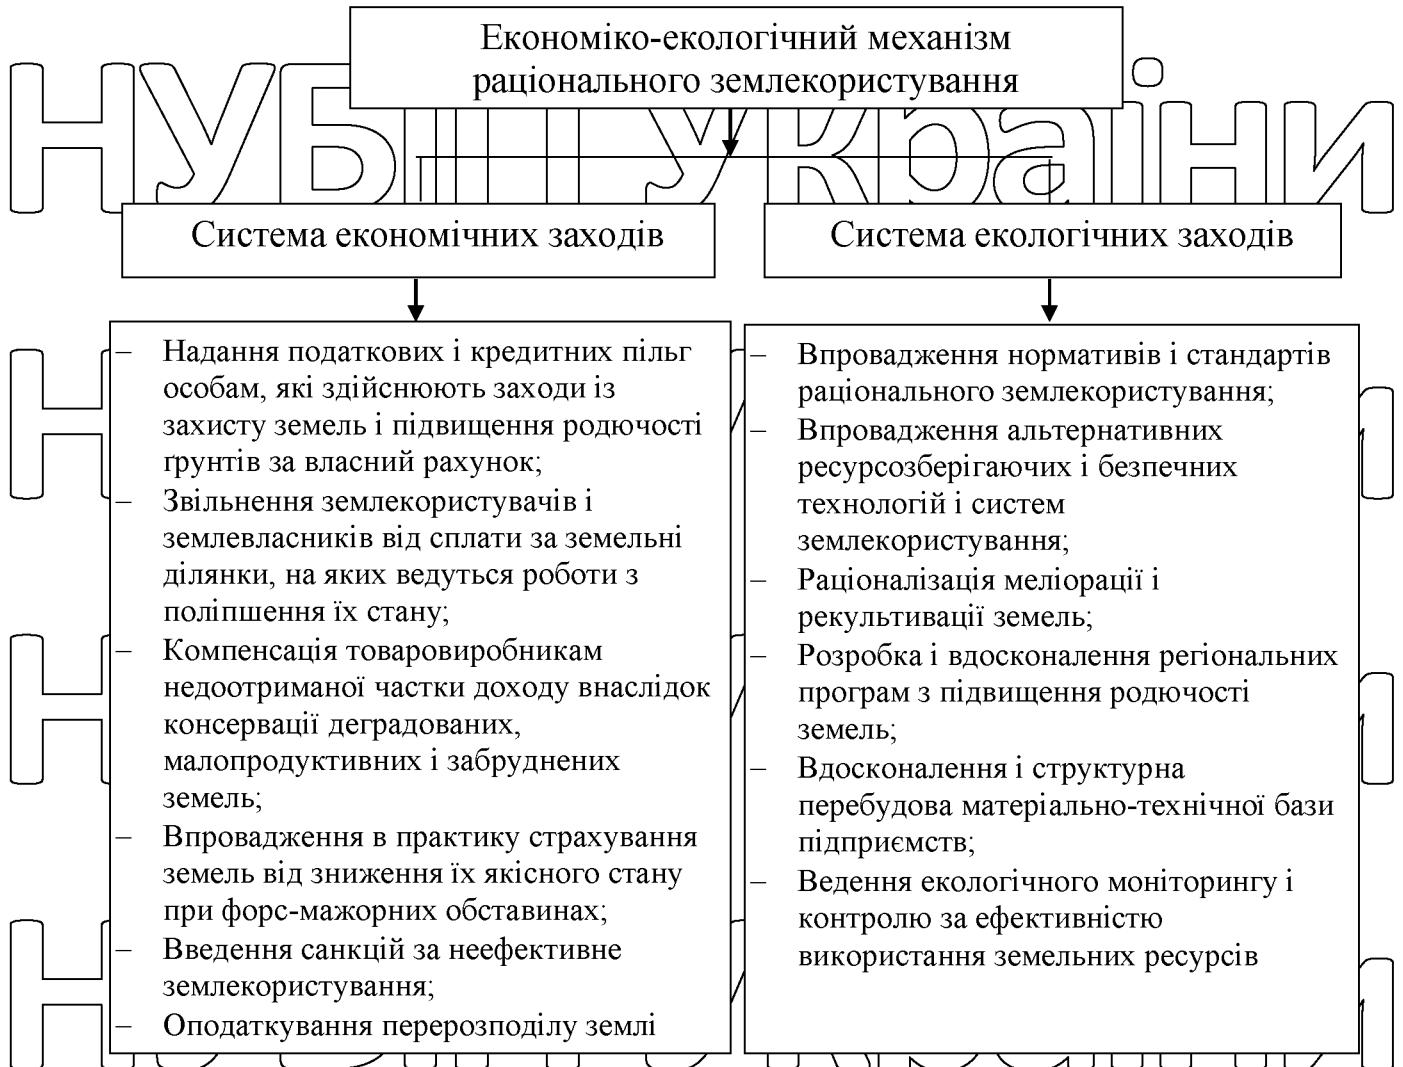 Економіко-екологічний механізм
раціонального землекористування
НУБіП України
Система економічних заходів
Система екологічних заходів
– Надання податкових і кредитних пільг
особам, які здійснюють заходи із
захисту земель і підвищення родючості
ґрунтів за власний рахунок;
– Звільнення землекористувачів і
землевласників від сплати за земельні
ділянки, на яких ведуться роботи з
поліпшення їх стану;
– Компенсація товаровиробникам
недоотриманої частки доходу внаслідок
консервації деградованих,
малопродуктивних і забруднених
земель;
– Впровадження в практику страхування
земель від зниження їх якісного стану
при форс-мажорних обставинах;
– Введення санкцій за неефективне
землекористування;
– Оподаткування перерозподілу землі
– Впровадження нормативів і стандартів
раціонального землекористування;
– Впровадження альтернативних
ресурсозберігаючих і безпечних
технологій і систем
землекористування;
– Раціоналізація меліорації і
рекультивації земель;
– Розробка і вдосконалення регіональних
програм з підвищення родючості
земель;
– Вдосконалення і структурна
перебудова матеріально-технічної бази
підприємств;
– Ведення екологічного моніторингу і
контролю за ефективністю
використання земельних ресурсів